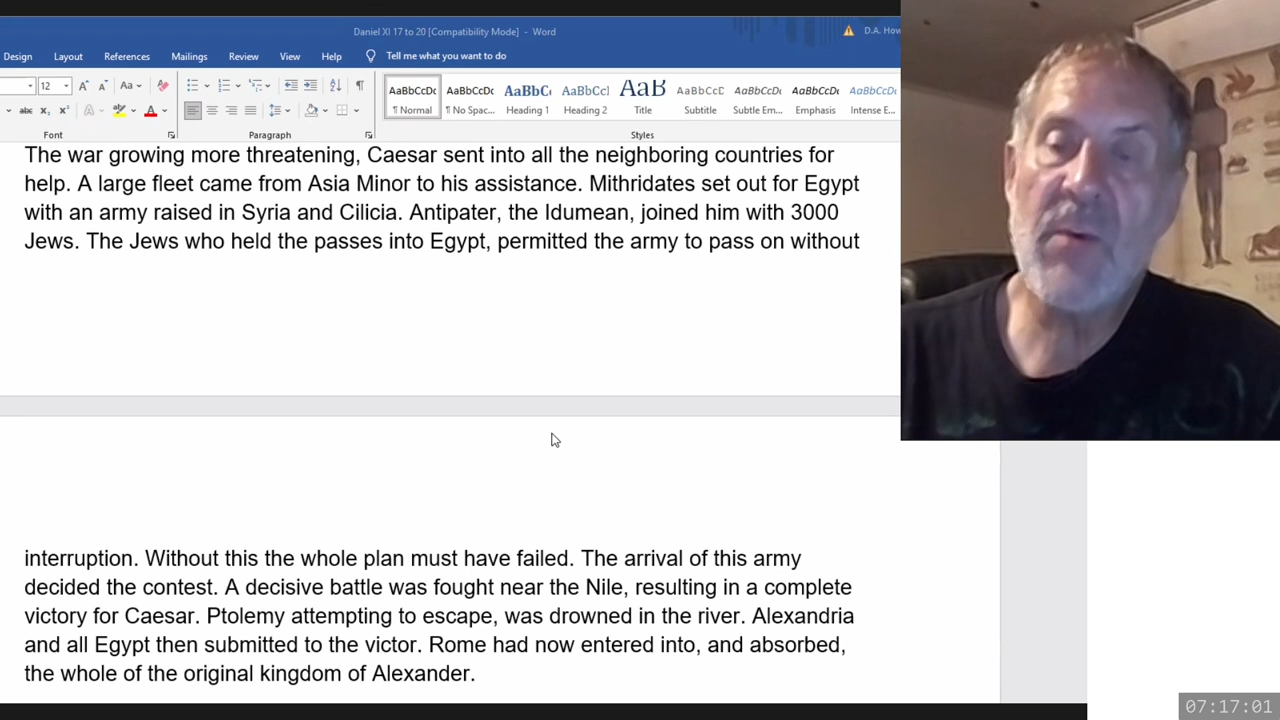 Daniel XI 17 to 20 [Compatibility Mode] - Word
D.A. How
Design Layout References Mailings Review View Help Tell me what you want to do
12 Aa
AaBbCcDc AaBbCcDc AaBbC AaBbCcl AaB AaBbCcD AaBbCcDc AaBbCcDc AaBbCcDc
¶ Normal ¶ No Spac... Heading 1 Heading 2 Title Subtitle Subtle Em... Emphasis Intense E...
Font Paragraph Styles
The war growing more threatening, Caesar sent into all the neighboring countries for
help. A large fleet came from Asia Minor to his assistance. Mithridates set out for Egypt
with an army raised in Syria and Cilicia. Antipater, the Idumean, joined him with 3000
Jews. The Jews who held the passes into Egypt, permitted the army to pass on without
interruption. Without this the whole plan must have failed. The arrival of this army
decided the contest. A decisive battle was fought near the Nile, resulting in a complete
victory for Caesar. Ptolemy attempting to escape, was drowned in the river. Alexandria
and all Egypt then submitted to the victor. Rome had now entered into, and absorbed,
the whole of the original kingdom of Alexander.
07:17:01